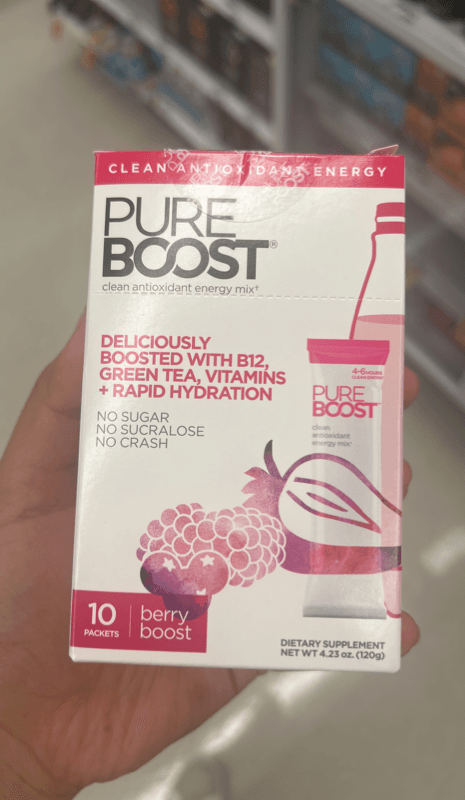 CLEAN ANTIOXIDANT ENERGY
PURE
BOOST®
clean antioxidant energy mix†
DELICIOUSLY
BOOSTED WITH B12,
GREEN TEA, VITAMINS
+ RAPID HYDRATION
NO SUGAR
NO SUCRALOSE
NO CRASH
4-6 HOURS
CLEAN ENERGY
PURE
BOOST
clean
antioxidant
energy mix†
10
PACKETS
berry
boost
DIETARY SUPPLEMENT
NET WT 4.23 oz. (120g)